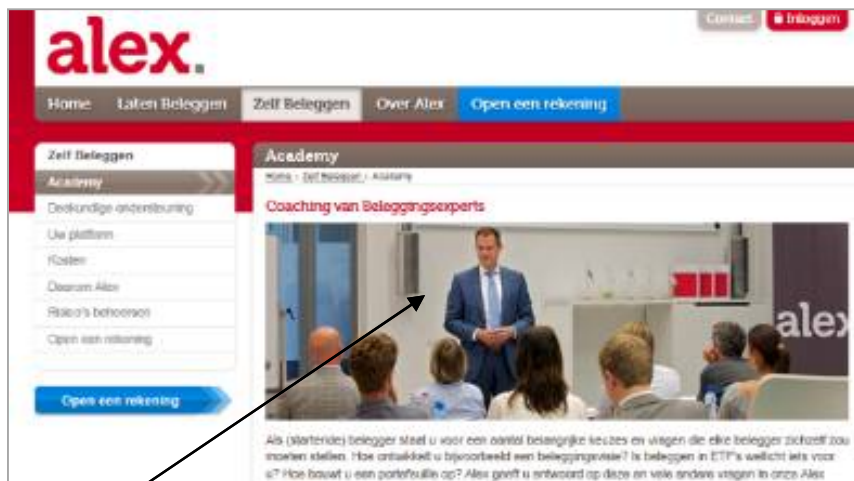 Contact Inloggen
alex.
Home Laten Beleggen Zelf Beleggen Over Alex Open een rekening
Zelf Beleggen
Academy
Deskundige ondersteuning
Uw platform
Kosten
Daarom Alex
Risico's beheersen
Open een rekening
Open een rekening
Academy
Home > Zelf Beleggen > Academy
Coaching van Beleggingsexperts
alex
Als (startende) belegger staat u voor een aantal belangrijke keuzes en vragen die elke belegger zichzelf zou
moeten stellen. Hoe ontwikkelt u bijvoorbeeld een beleggingsvisie? Is beleggen in ETF's wellicht iets voor
u? Hoe bouwt u een portefeuille op? Alex geeft u antwoord op deze en vele andere vragen in onze Alex